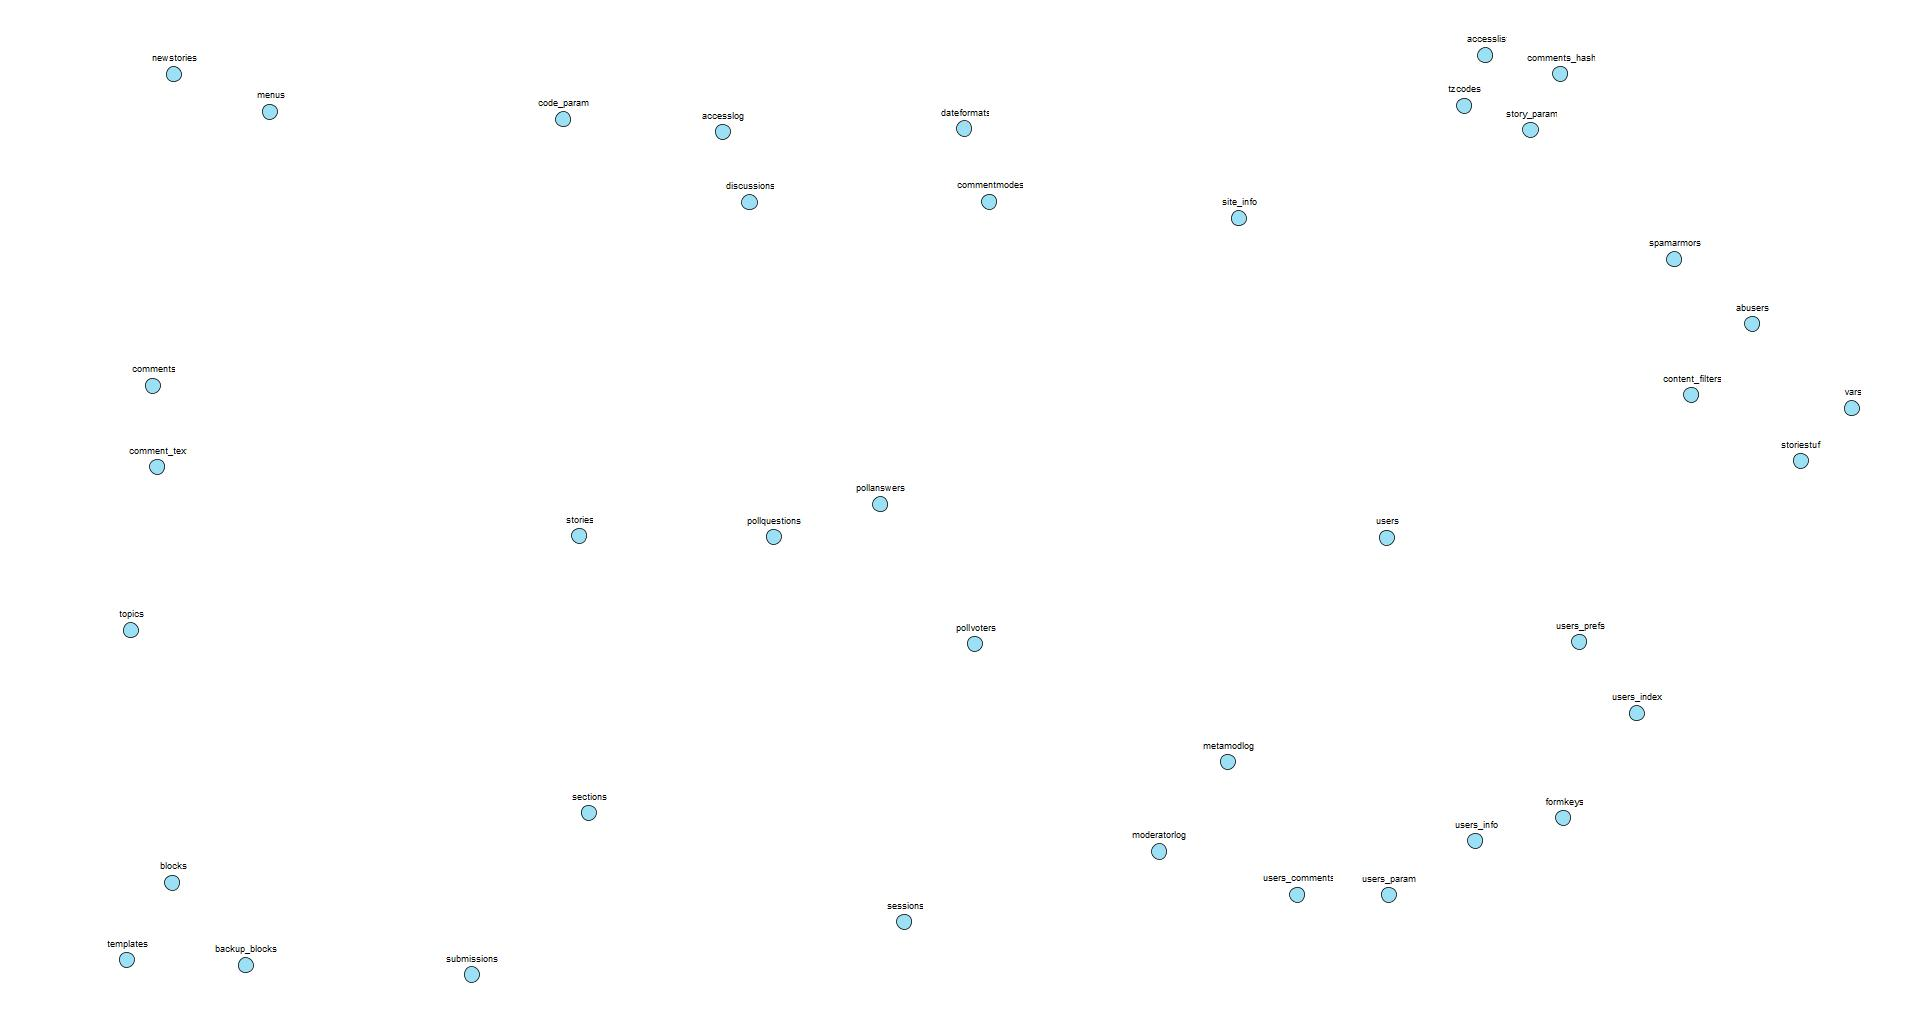 accesslis
newstories
comments_hash
tzcodes
menus
code_param
dateformats
story_param
accesslog
commentmodes
discussions
site_info
spamarmors
abusers
comments
content_filters
vars
storiestuf
comment_tex
pollanswers
stories
pollquestions
users
topics
users_prefs
pollvoters
users_index
metamodlog
sections
formkeys
users_info
moderatorlog
blocks
users_comments
users_param
sessions
templates
backup_blocks
submissions